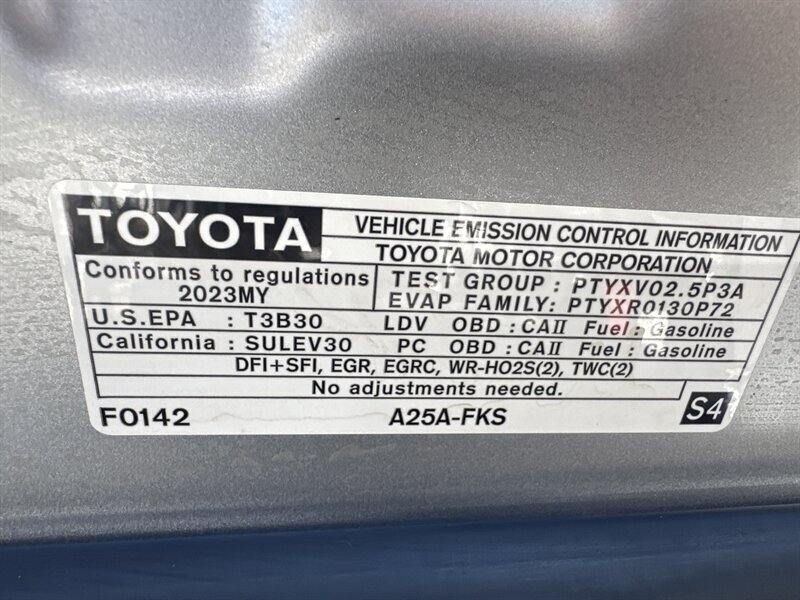 TOYOTA VEHICLE EMISSION CONTROL INFORMATION
TOYOTA MOTOR CORPORATION
Conforms to regulations
2023MY
TEST GROUP : PTYXV02.5P3A
EVAP FAMILY: PTYXR0130P72
U.S.EPA : T3B30 LDV OBD : CAII Fuel : Gasoline
California : SULEV30 PC OBD : CAII Fuel : Gasoline
DFI+SFI, EGR, EGRC, WR-HO2S(2), TWC(2)
No adjustments needed.
F0142 A25A-FKS S4